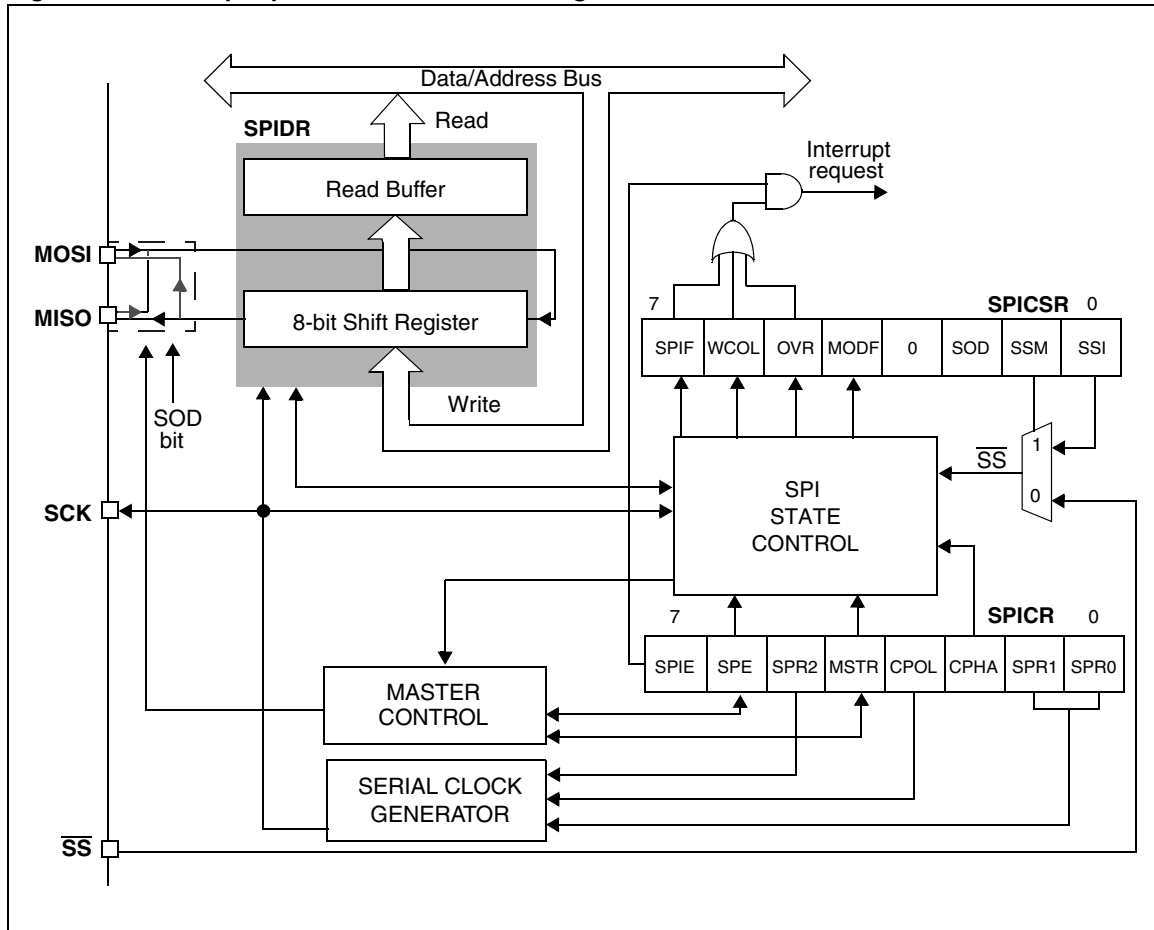 Data/Address Bus
Read
SPIDR
Read Buffer
Interrupt
request
MOSI
MISO
8-bit Shift Register
7
SPICSR
0
SPIF
WCOL
OVR
MODF
0
SOD
SSM
SSI
Write
SOD
bit
1
SS
0
SCK
SPI
STATE
CONTROL
7
SPICR
0
SPIE
SPE
SPR2
MSTR
CPOL
CPHA
SPR1
SPR0
MASTER
CONTROL
SERIAL CLOCK
GENERATOR
SS